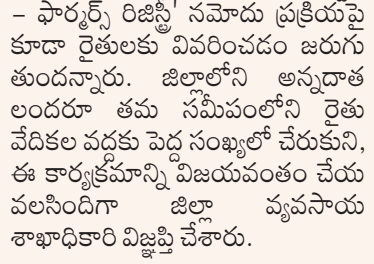 – ఫార్మర్స్ రిజిస్ట్రీ' నమోదు ప్రక్రియపై
కూడా రైతులకు వివరించడం జరుగు
తుందన్నారు. జిల్లాలోని అన్నదాత
లందరూ తమ సమీపంలోని రైతు
వేదికల వద్దకు పెద్ద సంఖ్యలో చేరుకుని,
ఈ కార్యక్రమాన్ని విజయవంతం చేయ
వలసిందిగా జిల్లా వ్యవసాయ
శాఖాధికారి విజ్ఞప్తి చేశారు.